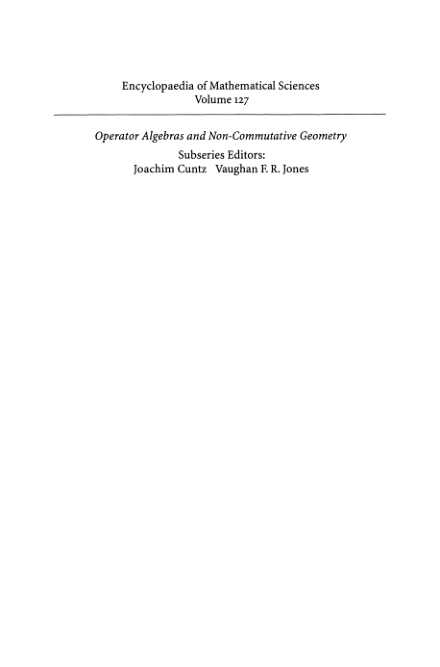 Encyclopaedia of Mathematical Sciences
Volume 127
Operator Algebras and Non-Commutative Geometry
Subseries Editors:
Joachim Cuntz Vaughan F. R. Jones